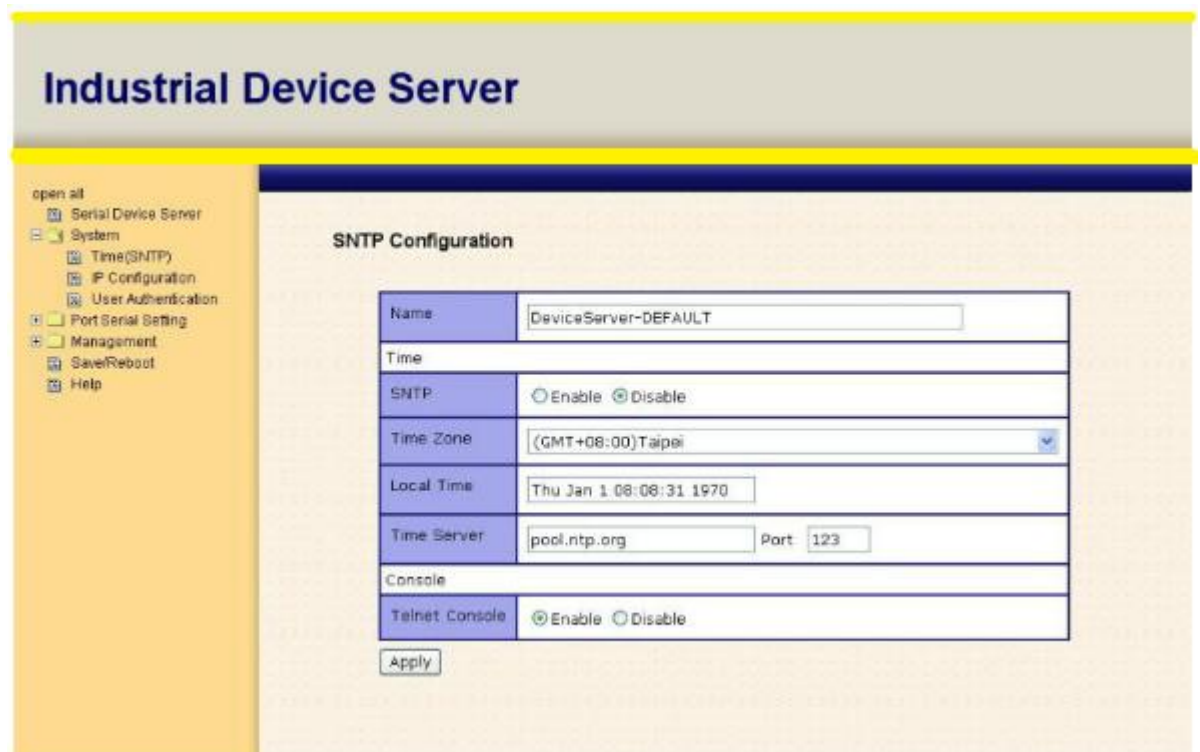 Industrial Device Server
open all
Serial Device Server
System
Time(SNTP)
IP Configuration
User Authentication
Port Serial Setting
Management
Save/Reboot
Help
SNTP Configuration
Name DeviceServer-DEFAULT
Time
SNTP Enable Disable
Time Zone (GMT+08:00)Taipei
Local Time Thu Jan 1 08:08:31 1970
Time Server pool.ntp.org Port 123
Console
Telnet Console Enable Disable
Apply